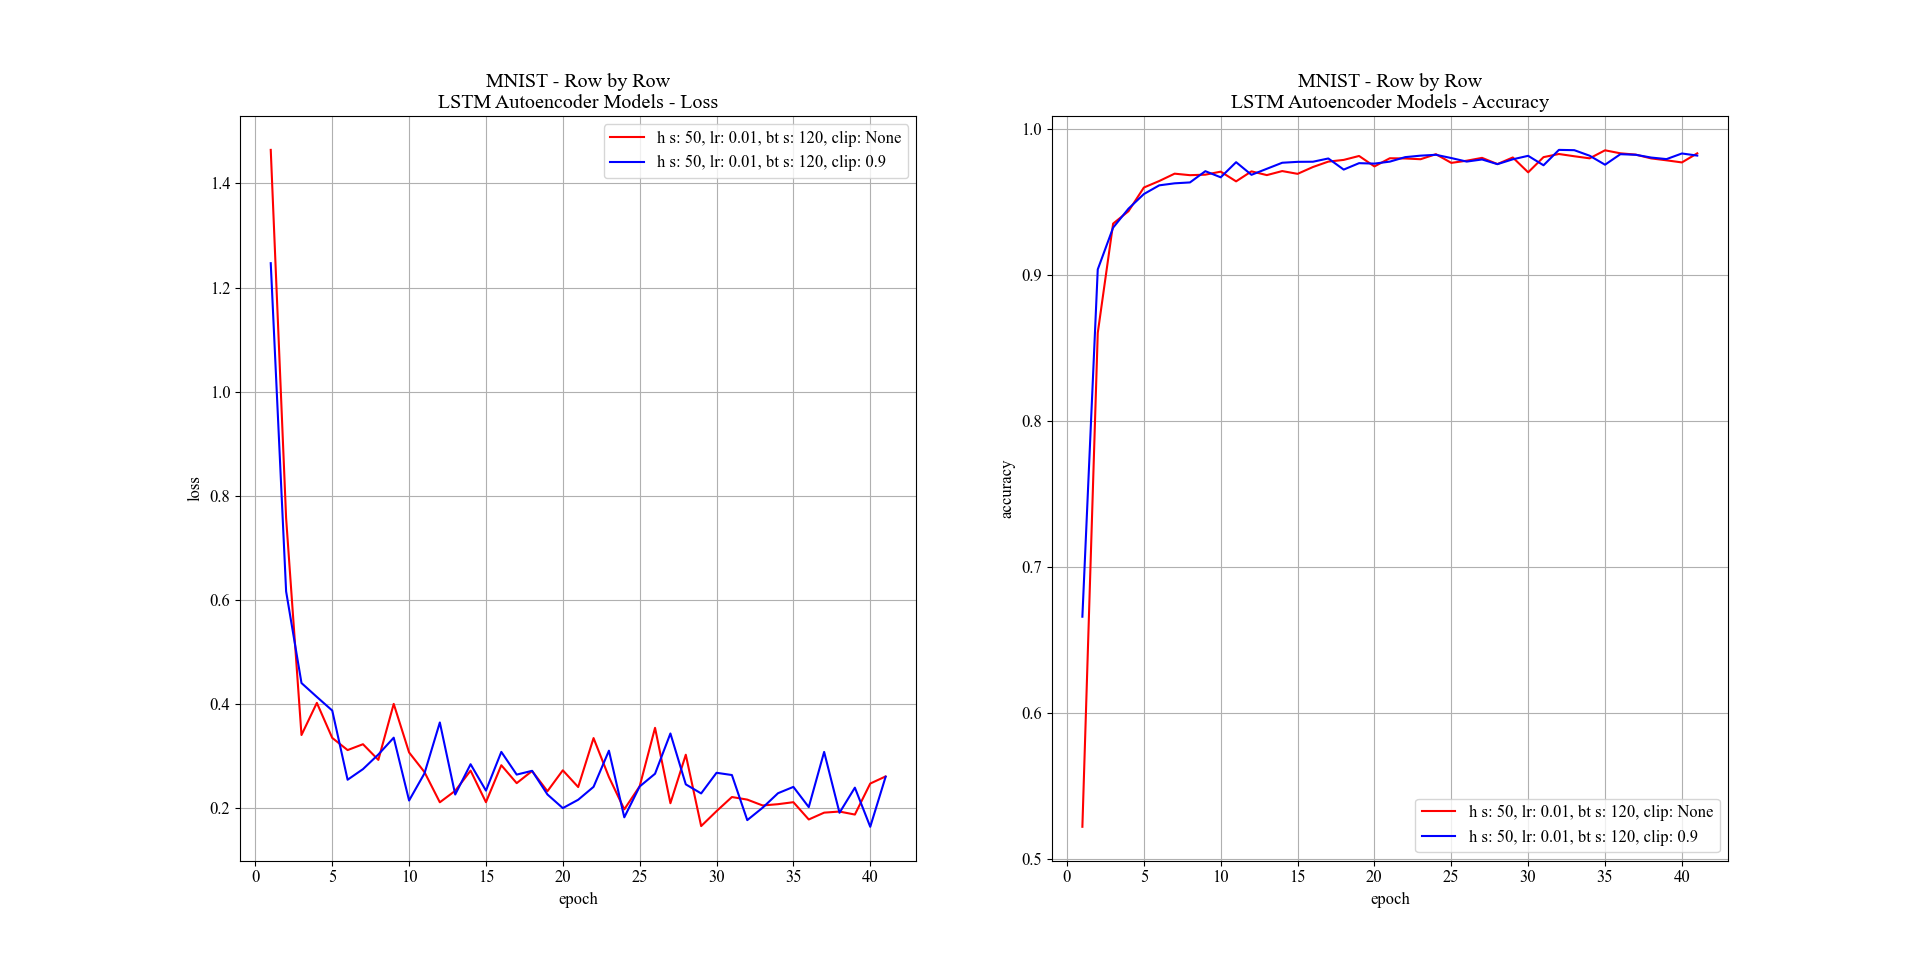 MNIST - Row by Row
LSTM Autoencoder Models - Loss
h s: 50, lr: 0.01, bt s: 120, clip: None
h s: 50, lr: 0.01, bt s: 120, clip: 0.9
1.4
1.2
1.0
0.8
0.6
0.4
0.2
loss
0 5 10 15 20 25 30 35 40
epoch
MNIST - Row by Row
LSTM Autoencoder Models - Accuracy
1.0
0.9
0.8
0.7
0.6
0.5
accuracy
h s: 50, lr: 0.01, bt s: 120, clip: None
h s: 50, lr: 0.01, bt s: 120, clip: 0.9
0 5 10 15 20 25 30 35 40
epoch